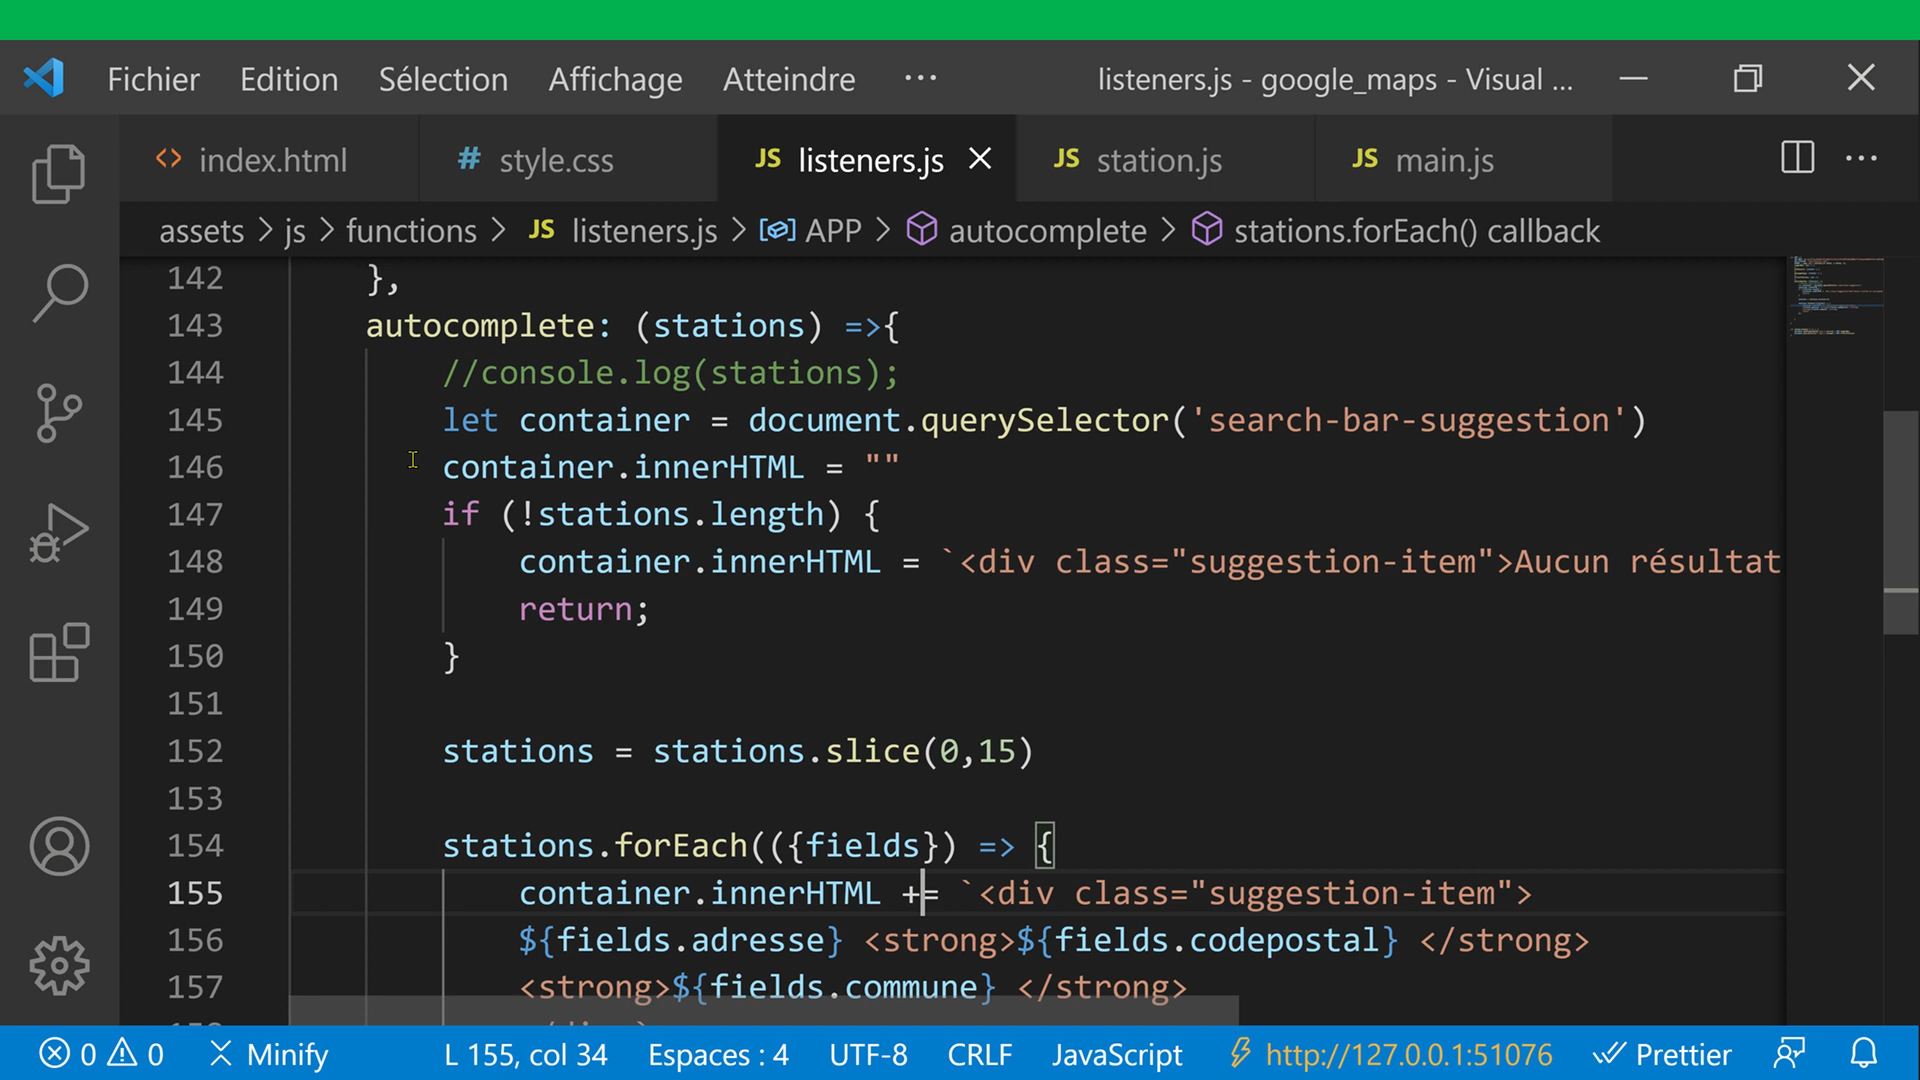 Fichier Edition Sélection Affichage Atteindre ··· listeners.js - google_maps - Visual ...
<> index.html # style.css JS listeners.js JS station.js JS main.js ···
assets > js > functions > JS listeners.js > APP > autocomplete > stations.forEach() callback
142 },
143 autocomplete: (stations) =>{
144 //console.log(stations);
145 let container = document.querySelector('search-bar-suggestion')
146 container.innerHTML = ""
147 if (!stations.length) {
148 container.innerHTML = `<div class="suggestion-item">Aucun résultat
149 return;
150 }
151
152 stations = stations.slice(0,15)
153
154 stations.forEach(({fields}) => {
155 container.innerHTML += `<div class="suggestion-item">
156 ${fields.adresse} <strong>${fields.codepostal} </strong>
157 <strong>${fields.commune} </strong>
0 0 Minify L 155, col 34 Espaces : 4 UTF-8 CRLF JavaScript http://127.0.0.1:51076 Prettier